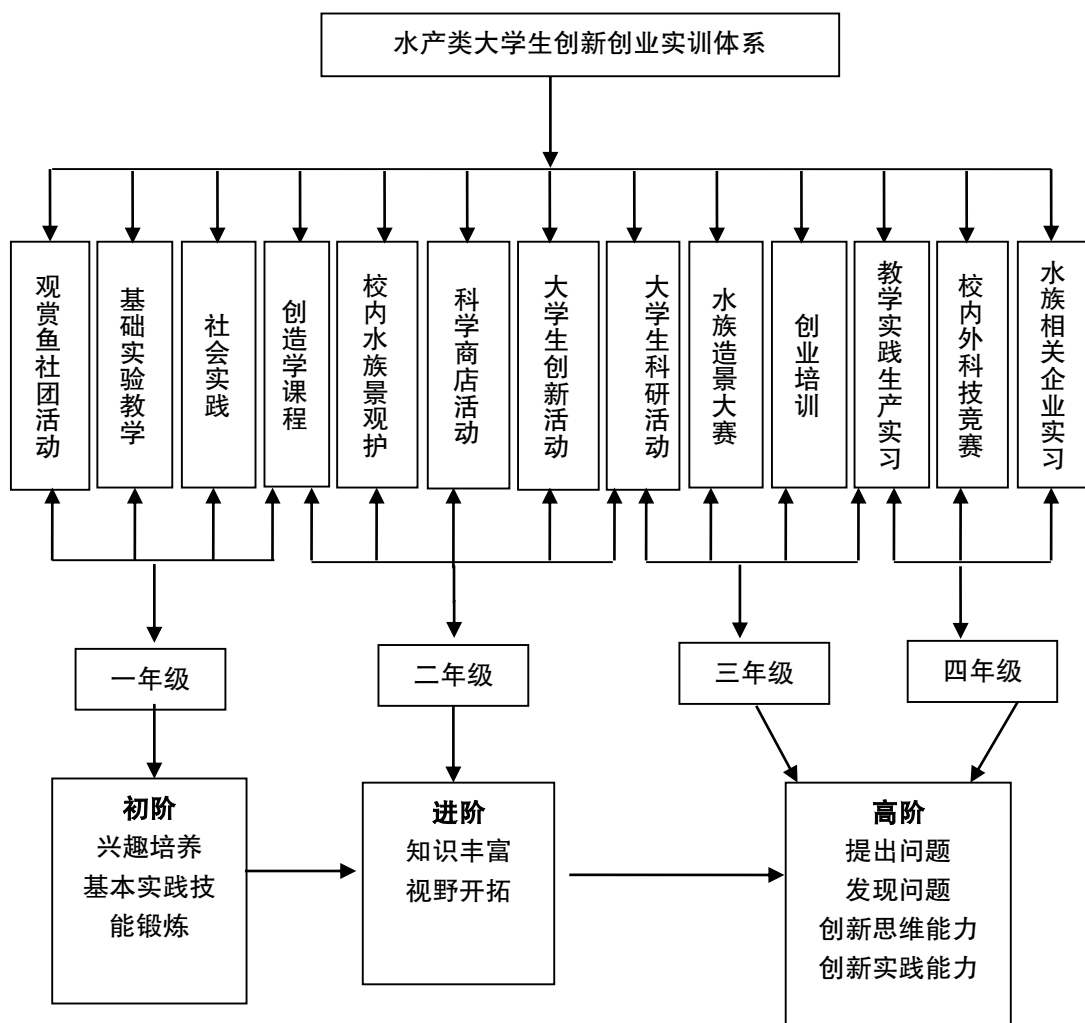 水产类大学生创新创业实训体系
观赏鱼社团活动
基础实验教学
社会实践
创造学课程
校内水族景观护
科学商店活动
大学生创新活动
大学生科研活动
水族造景大赛
创业培训
教学实践生产实习
校内外科技竞赛
水族相关企业实习
一年级
二年级
三年级
四年级
初阶
兴趣培养
基本实践技
能锻炼
进阶
知识丰富
视野开拓
高阶
提出问题
发现问题
创新思维能力
创新实践能力